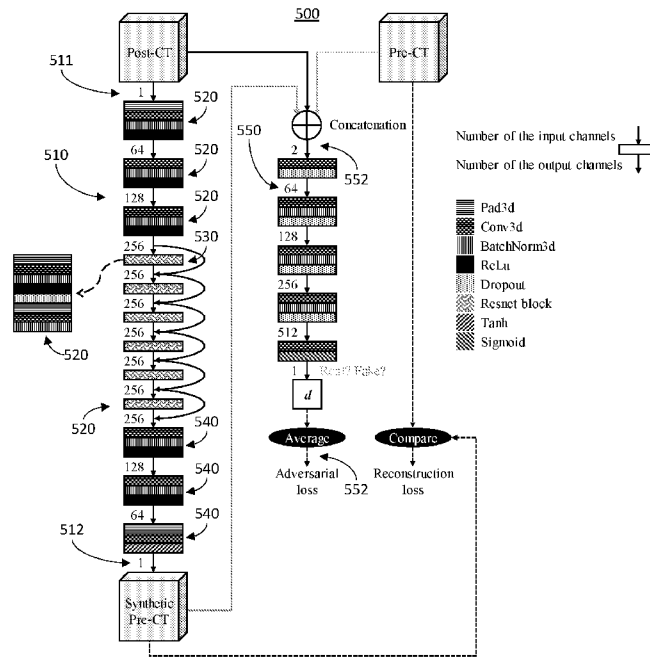 500
Post-CT
Pre-CT
511
1
520
Concatenation
550
2
552
64
520
64
510
128
520
128
256
530
256
256
256
256
256
256
520
520
256
512
1
Real? Fake?
d
540
Average
Compare
128
552
Adversarial
loss
Reconstruction
loss
540
64
540
512
1
Synthetic
Pre-CT
Number of the input channels
Number of the output channels
Pad3d
Conv3d
BatchNorm3d
ReLu
Dropout
Resnet block
Tanh
Sigmoid